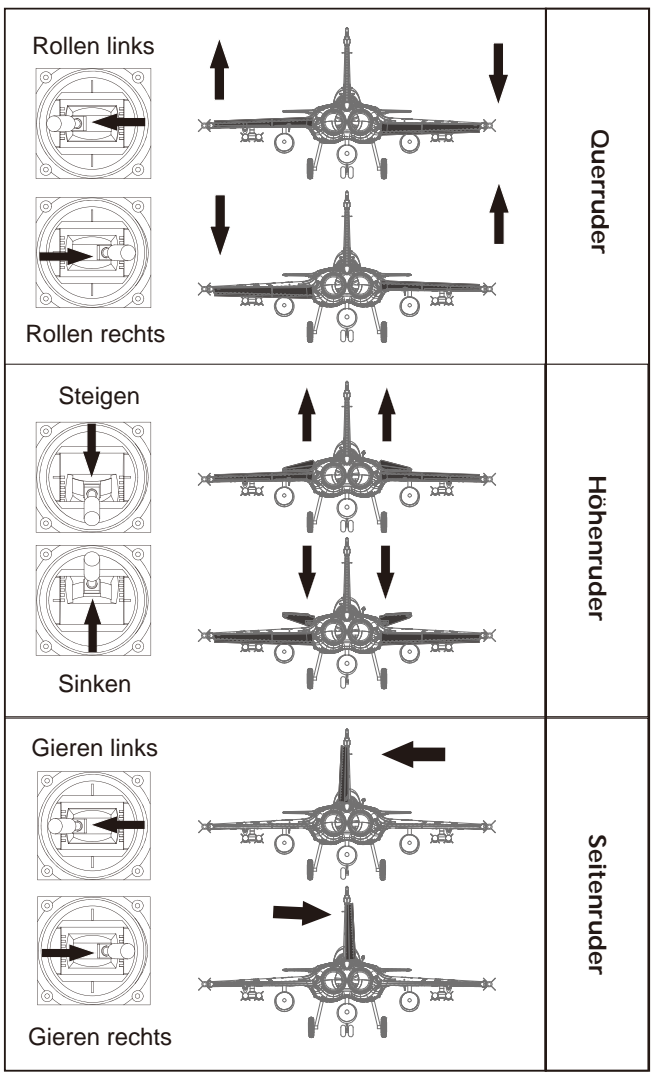 Rollen links
Rollen rechts
Querruder
Steigen
Sinken
Höhenruder
Gieren links
Gieren rechts
Seitenruder